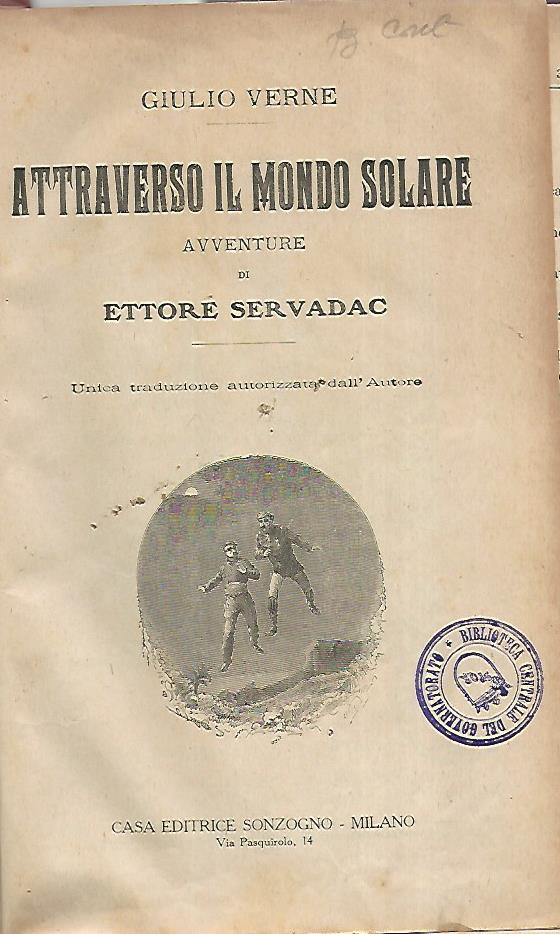 GIULIO VERNE
ATTRAVERSO IL MONDO SOLARE
AVVENTURE
DI
ETTORE SERVADAC
Unica traduzione autorizzata dall'Autore
BIBLIOTECA CENTRALE DEL GOVERNATORATO
CASA EDITRICE SONZOGNO - MILANO
Via Pasquirolo, 14